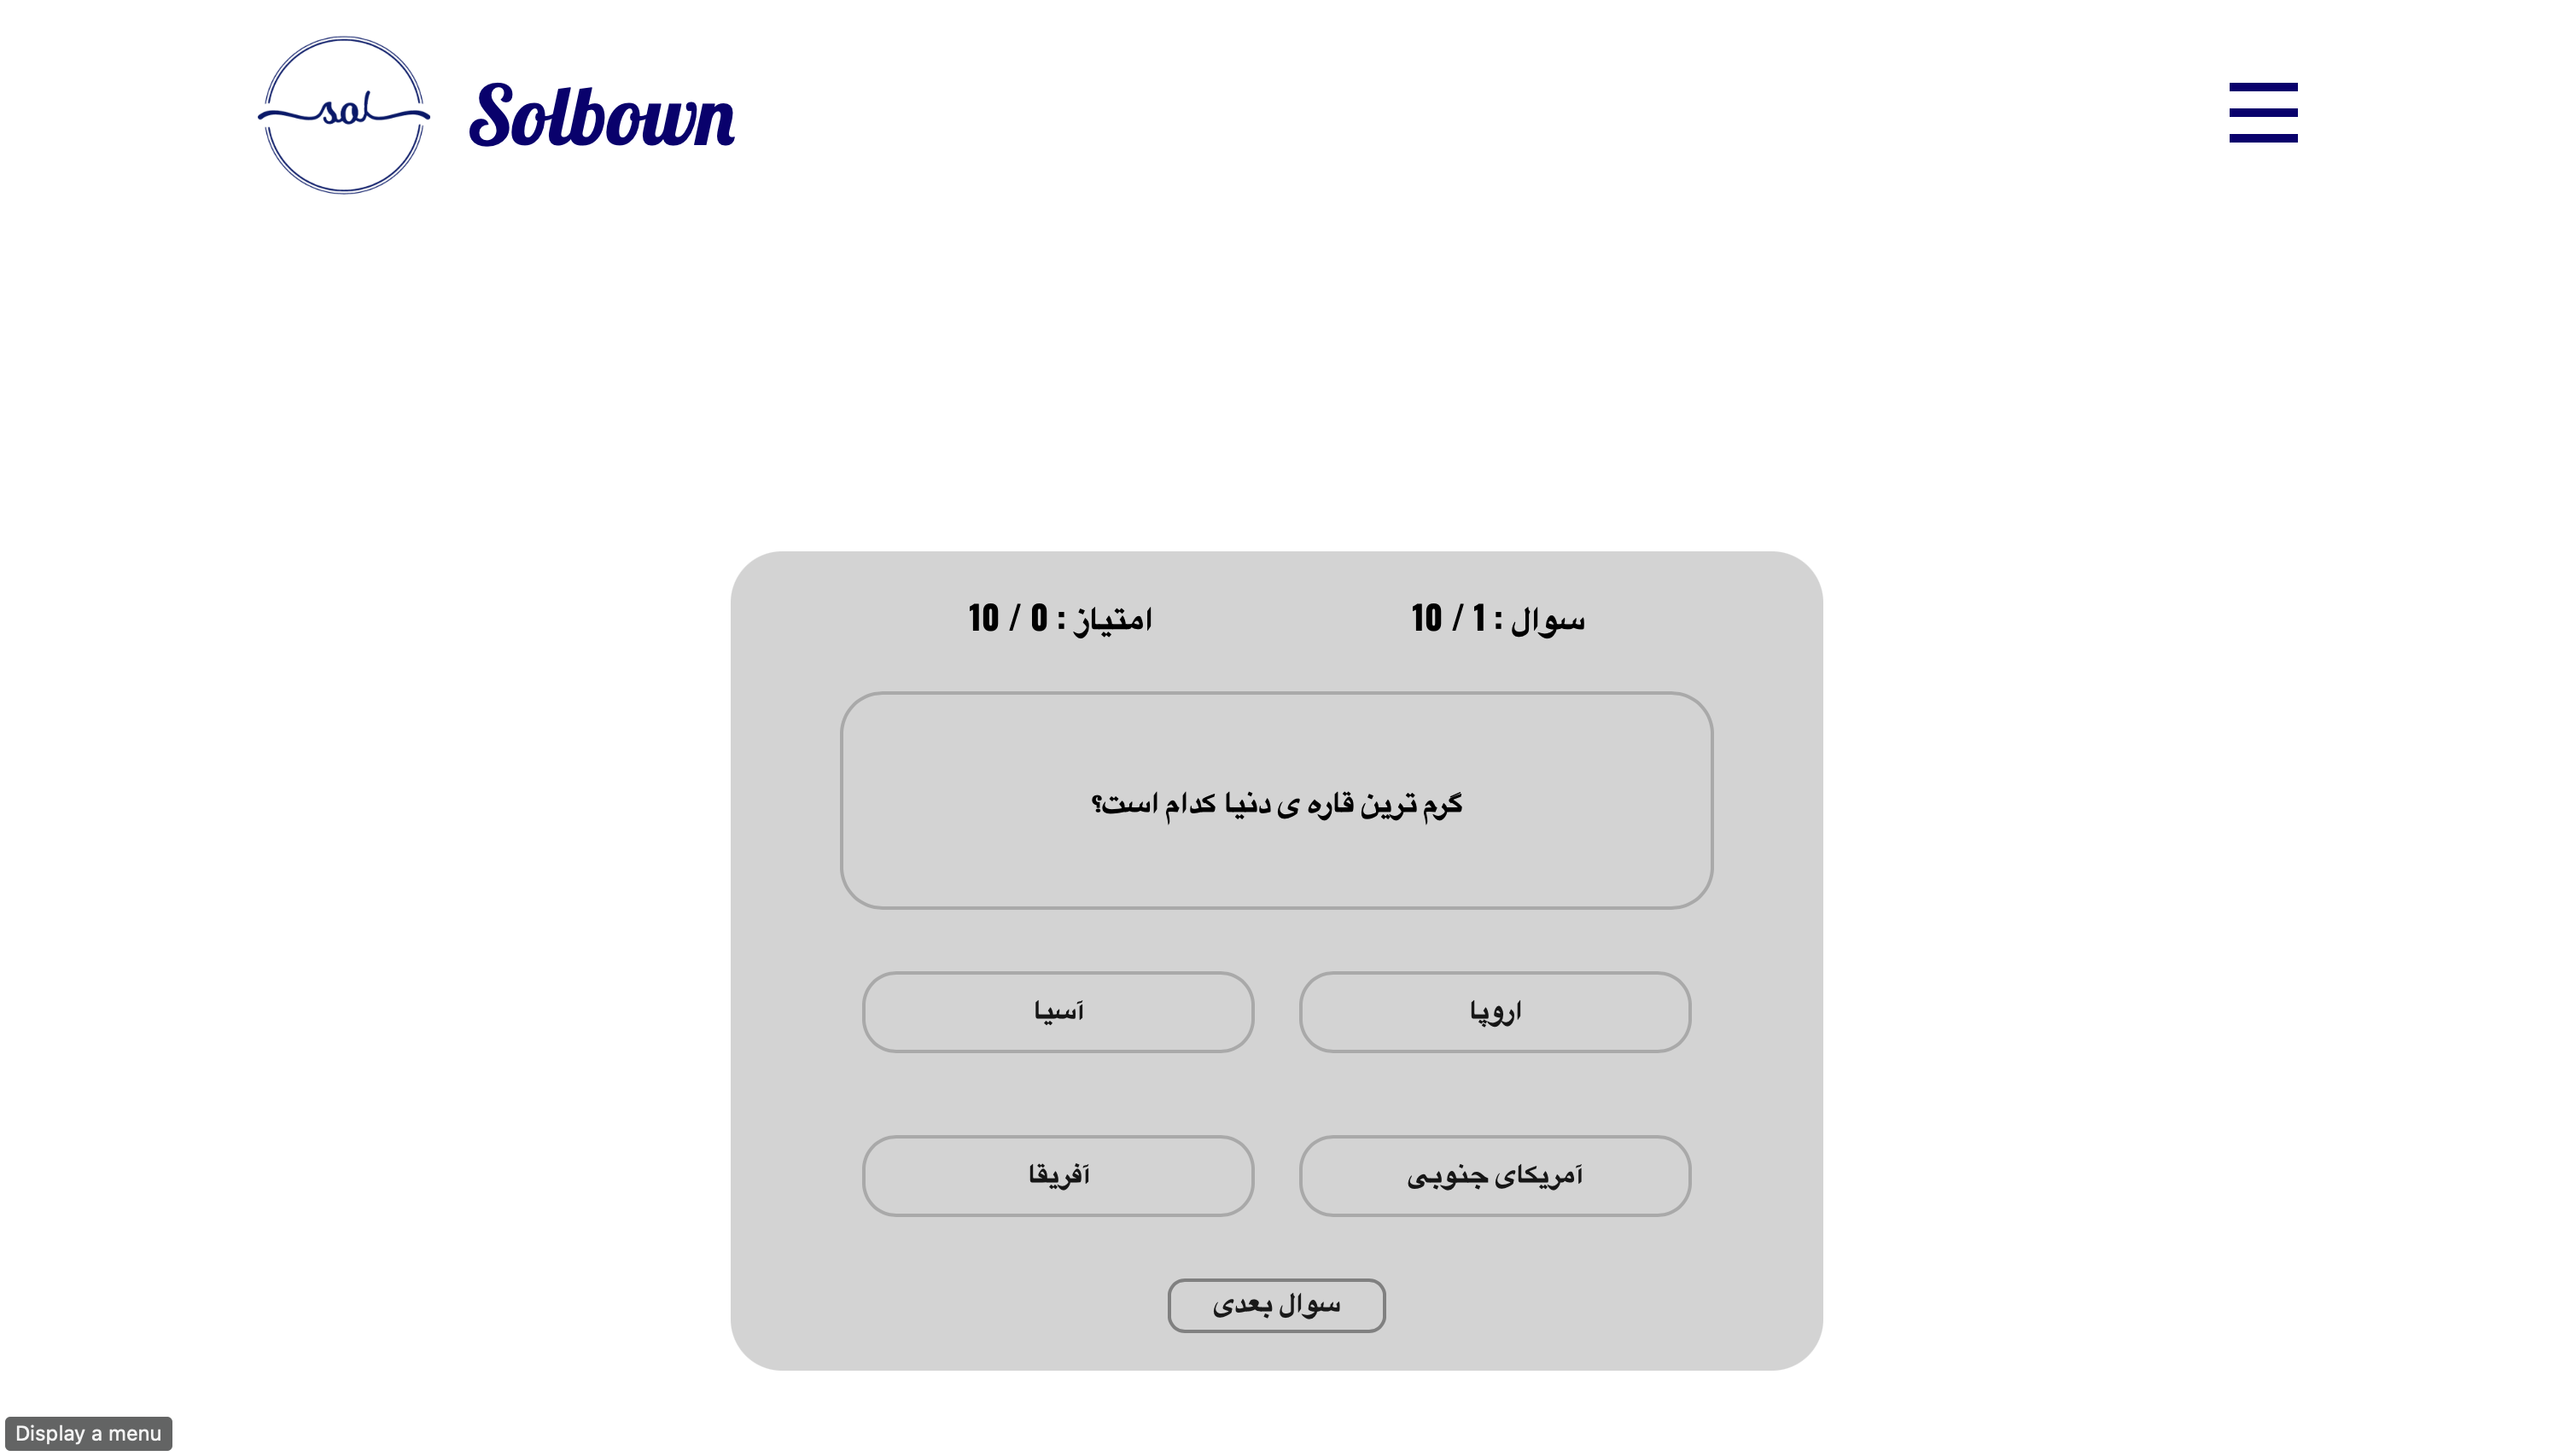 sol
Solbown
سوال : 1 / 10
امتیاز : 0 / 10
گرم ترین قاره ی دنیا کدام است؟
اروپا
آسیا
آمریکای جنوبی
آفریقا
سوال بعدی
Display a menu